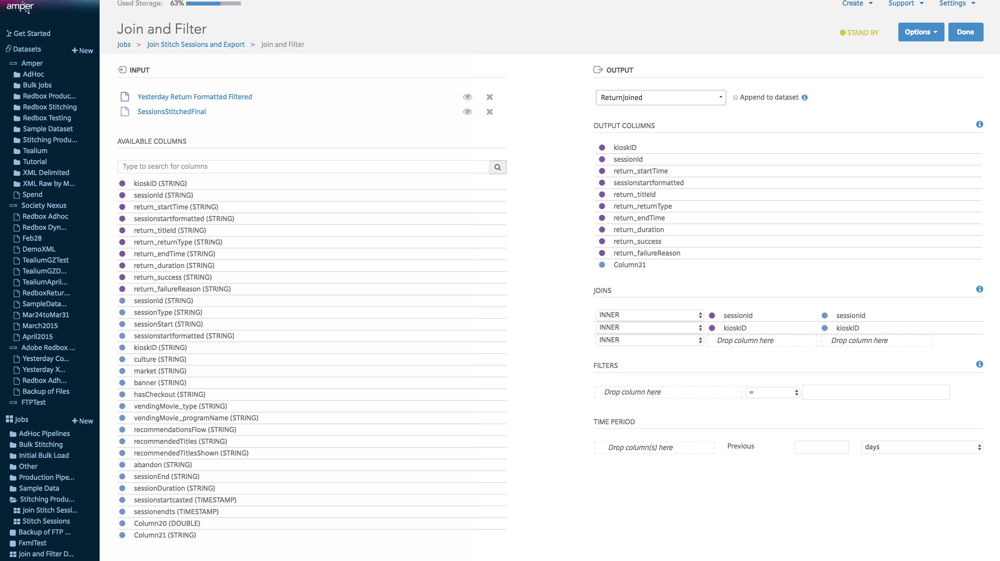 amper
Get Started
Datasets
New
Amper
AdHoc
Bulk Jobs
Redbox Produc...
Redbox Stitching
Redbox Testing
Sample Dataset
Stitching Produ...
Tealium
Tutorial
XML Delimited
XML Raw by M...
Spend
Society Nexus
Redbox Adhoc
Redbox Dyn...
Feb28
DemoXML
TealiumGZTest
TealiumGZD...
TealiumApril...
RedboxRetur...
SampleData...
Mar24toMar31
March2015
April2015
Adobe Redbox ...
Yesterday Co...
Yesterday X...
Redbox Adh...
Backup of Files
FTPTest
Jobs
New
AdHoc Pipelines
Bulk Stitching
Initial Bulk Load
Other
Production Pipe...
Sample Data
Stitching Produ...
Join Stitch Sessi...
Stitch Sessions
Backup of FTP ...
FxmlTest
Join and Filter D...
Used Storage: 63%
Create
Support
Settings
Join and Filter
Jobs > Join Stitch Sessions and Export > Join and Filter
STAND BY
Options
Done
INPUT
Yesterday Return Formatted Filtered
SessionsStitchedFinal
AVAILABLE COLUMNS
Type to search for columns
kioskID (STRING)
sessionId (STRING)
return_startTime (STRING)
sessionstartformatted (STRING)
return_titleId (STRING)
return_returnType (STRING)
return_endTime (STRING)
return_duration (STRING)
return_success (STRING)
return_failureReason (STRING)
sessionId (STRING)
sessionType (STRING)
sessionStart (STRING)
sessionstartformatted (STRING)
kioskID (STRING)
culture (STRING)
market (STRING)
banner (STRING)
hasCheckout (STRING)
vendingMovie_type (STRING)
vendingMovie_programName (STRING)
recommendationsFlow (STRING)
recommendedTitles (STRING)
recommendedTitlesShown (STRING)
abandon (STRING)
sessionEnd (STRING)
sessionDuration (STRING)
sessionstartcasted (TIMESTAMP)
sessionendts (TIMESTAMP)
Column20 (DOUBLE)
Column21 (STRING)
OUTPUT
ReturnJoined
Append to dataset
OUTPUT COLUMNS
kioskID
sessionId
return_startTime
sessionstartformatted
return_titleId
return_returnType
return_endTime
return_duration
return_success
return_failureReason
Column21
JOINS
INNER sessionId sessionId
INNER kioskID kioskID
INNER Drop column here Drop column here
FILTERS
Drop column here =
TIME PERIOD
Drop column(s) here Previous days